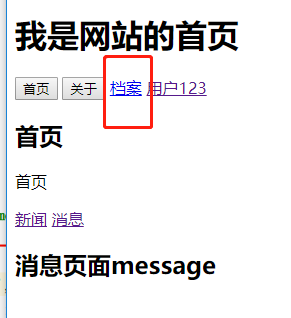 我是网站的首页
首页 关于 档案 用户123
首页
首页
新闻 消息
消息页面message